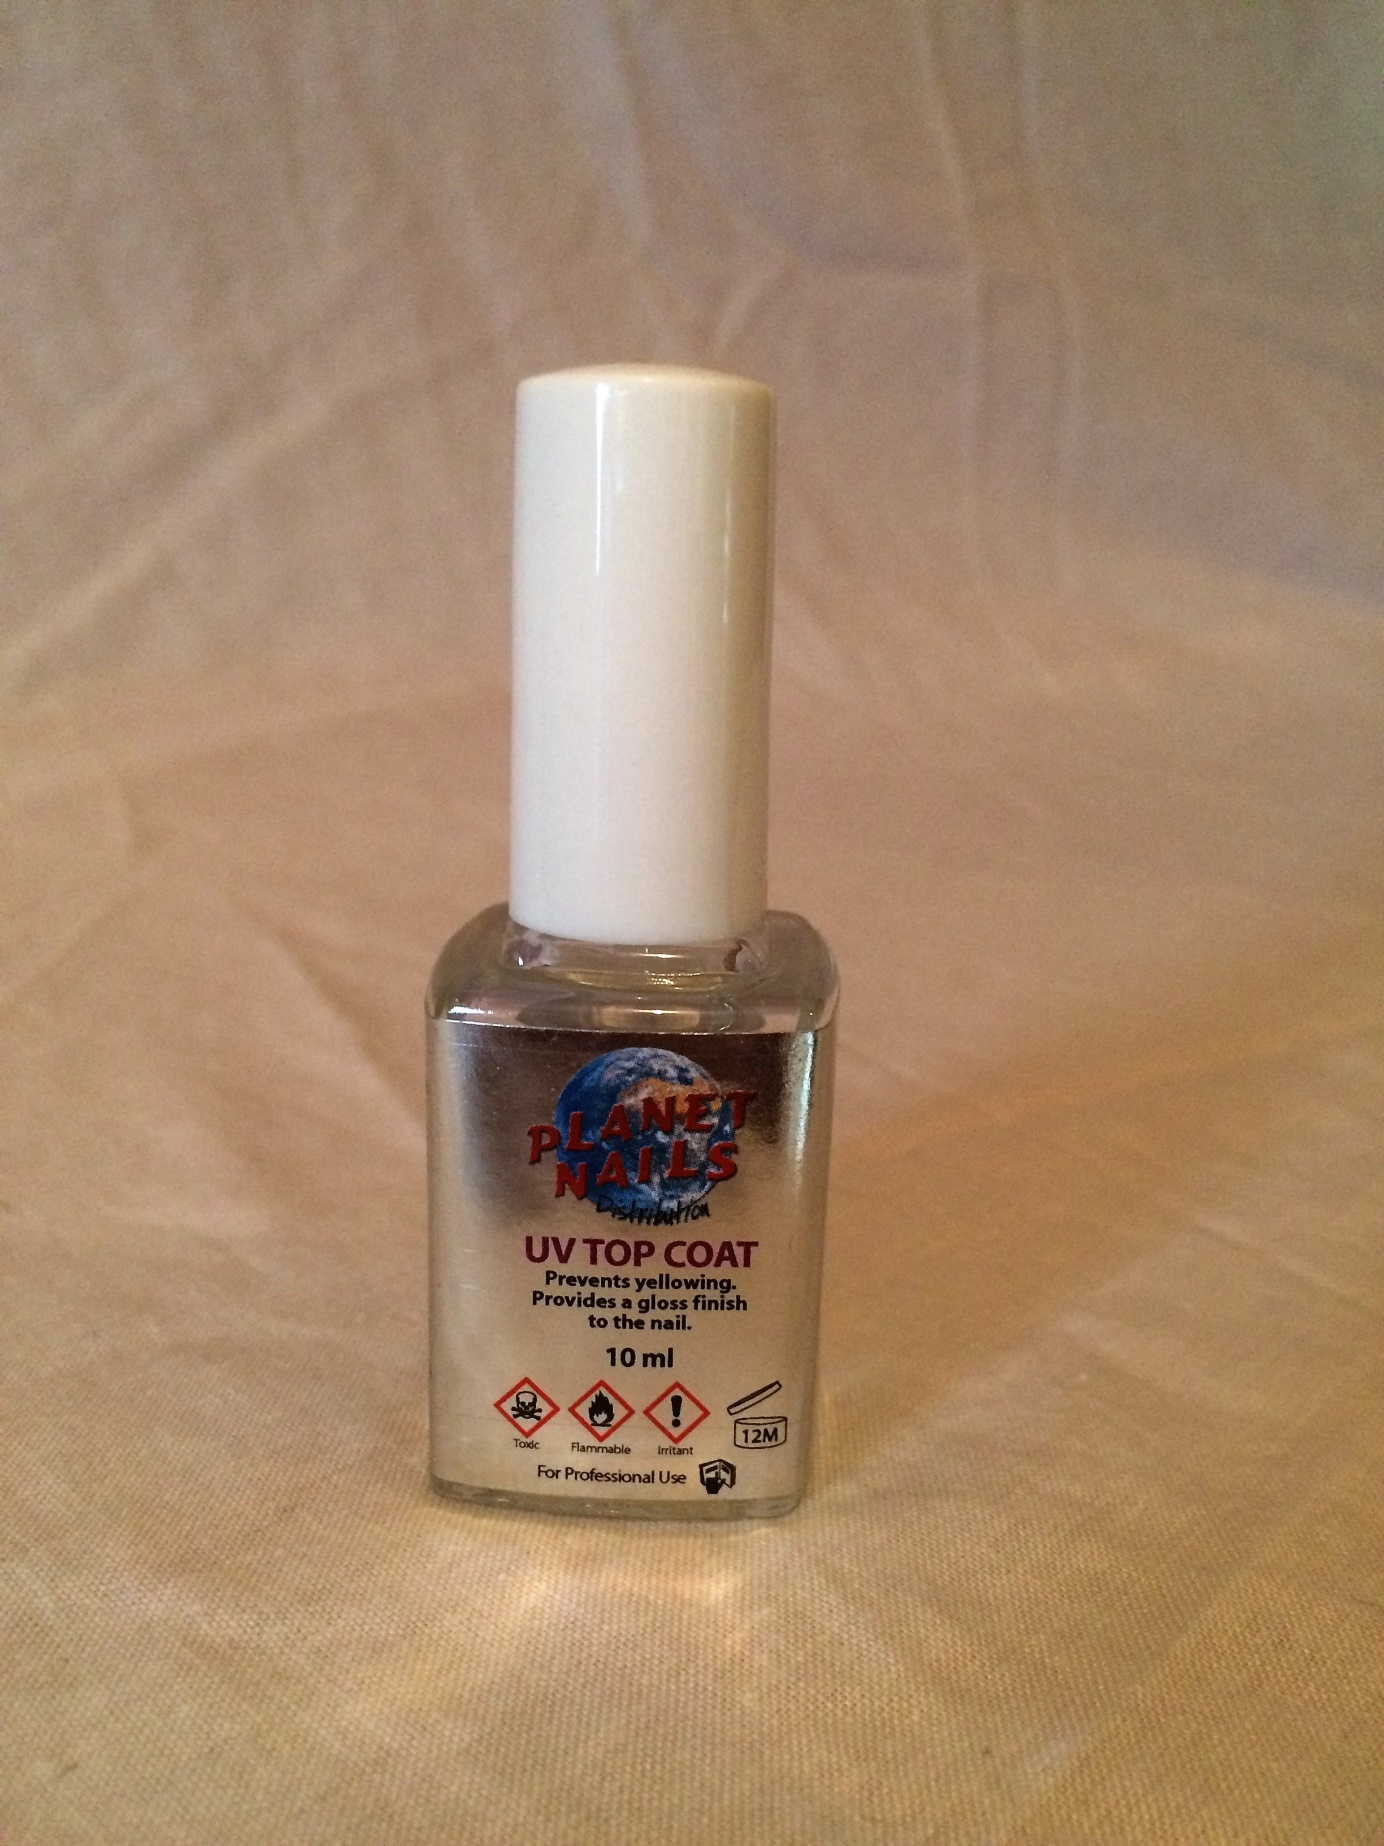 PLANET
NAILS
Distribution
UV TOP COAT
Prevents yellowing.
Provides a gloss finish
to the nail.
10 ml
12M
Toxic Flammable Irritant
For Professional Use